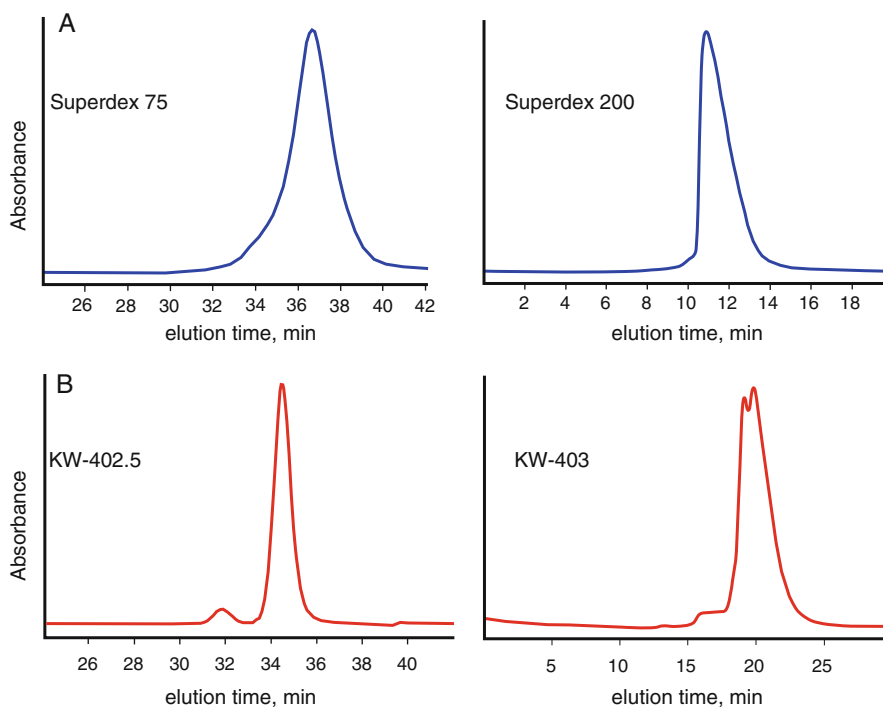 A
Superdex 75
Absorbance
26 28 30 32 34 36 38 40 42
elution time, min
Superdex 200
2 4 6 8 10 12 14 16 18
elution time, min
B
KW-402.5
Absorbance
26 28 30 32 34 36 38 40
elution time, min
KW-403
5 10 15 20 25
elution time, min